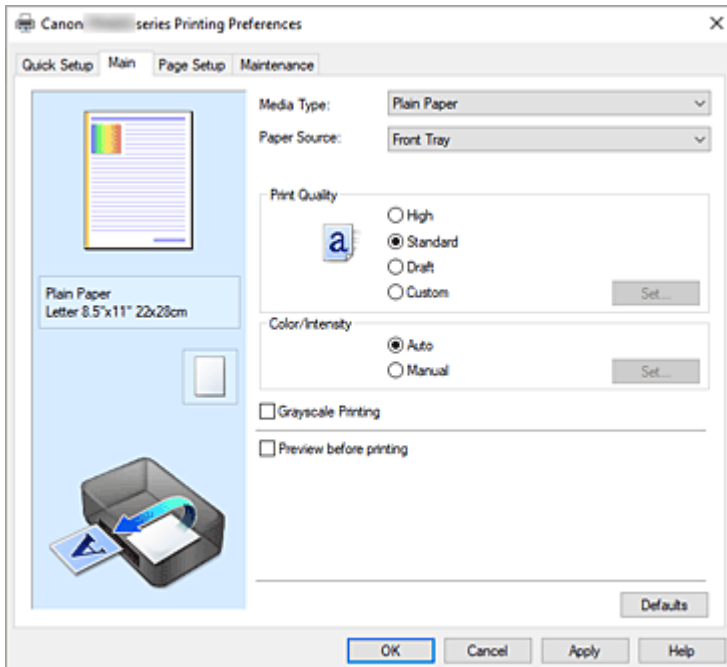 Canon series Printing Preferences
Quick Setup Main Page Setup Maintenance
Media Type: Plain Paper
Paper Source: Front Tray
Print Quality
a
High
Standard
Draft
Custom Set...
Plain Paper
Letter 8.5"x11" 22x28cm
Color/Intensity
Auto
Manual Set...
Grayscale Printing
Preview before printing
A
Defaults
OK Cancel Apply Help